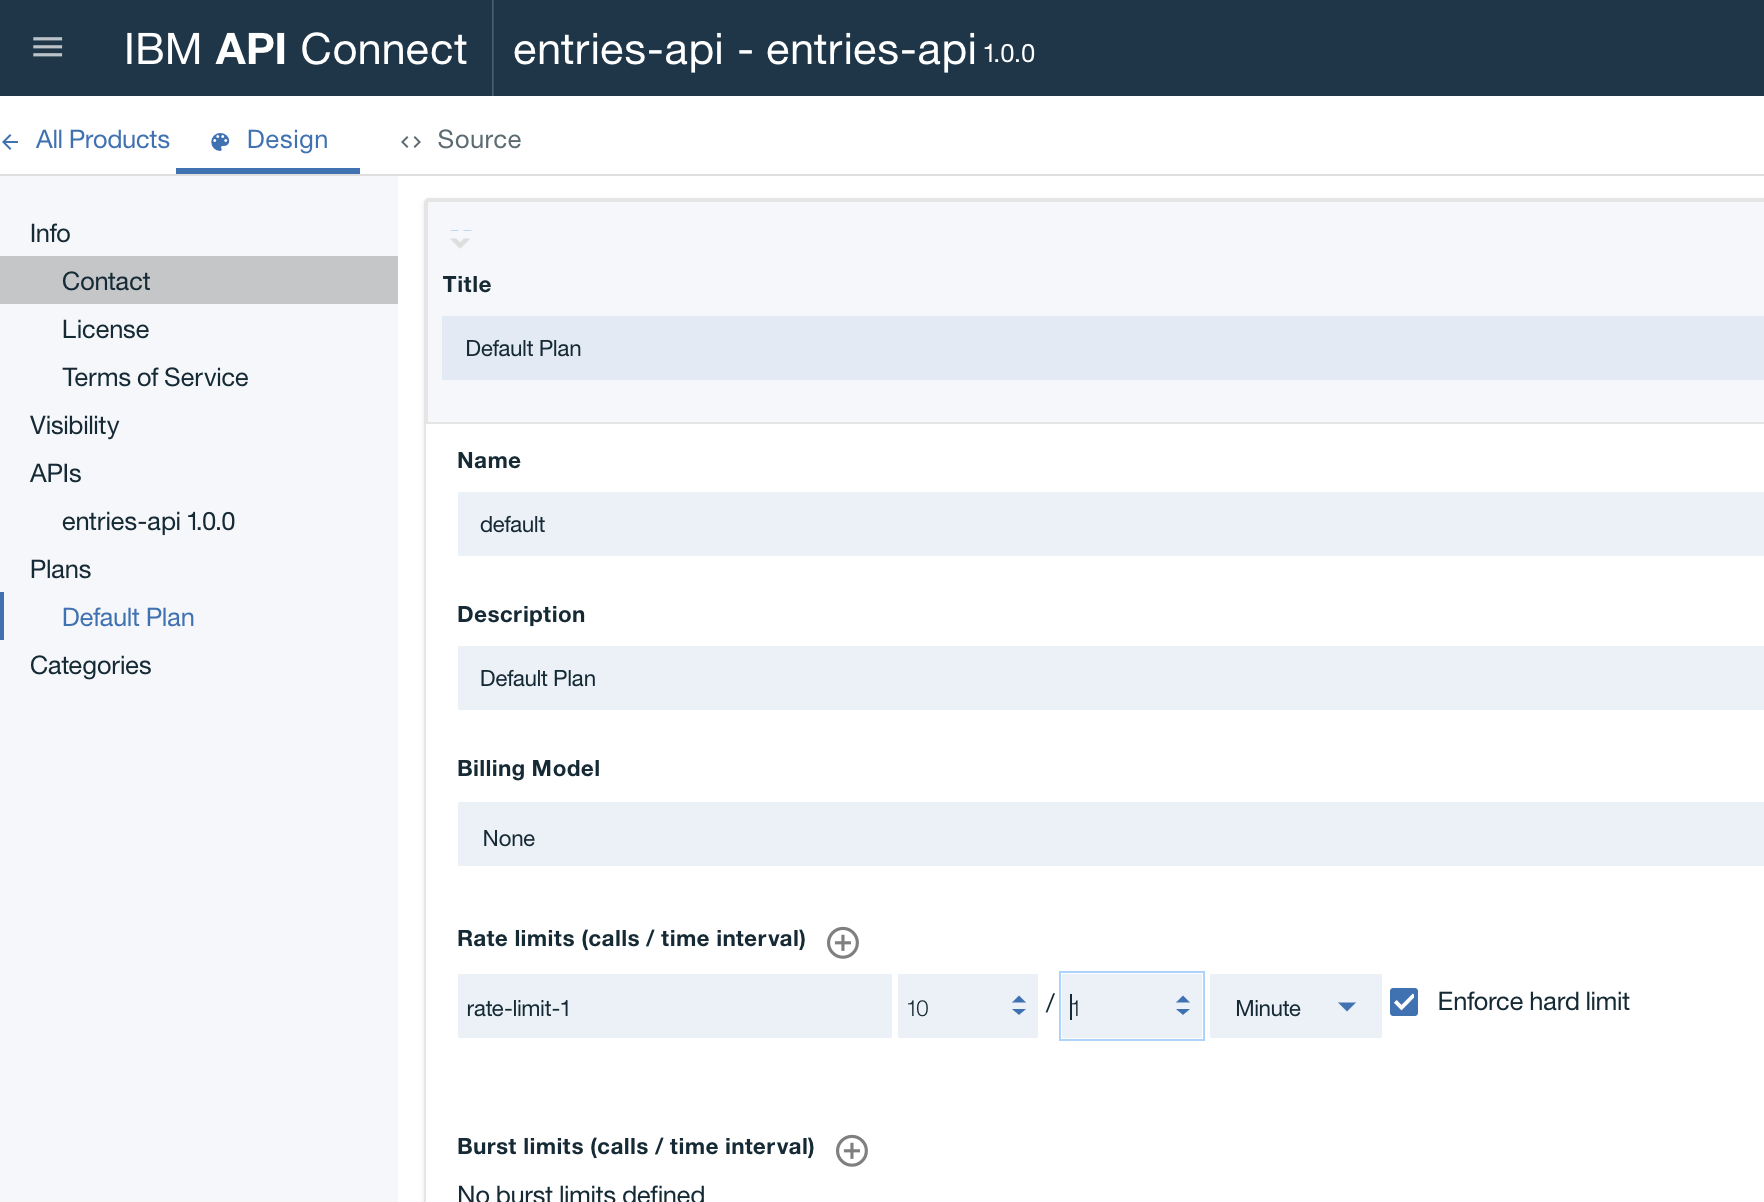 IBM API Connect entries-api - entries-api 1.0.0
All Products Design Source
Info
Contact
License
Terms of Service
Visibility
APIs
entries-api 1.0.0
Plans
Default Plan
Categories
Title
Default Plan
Name
default
Description
Default Plan
Billing Model
None
Rate limits (calls / time interval)
rate-limit-1 10 / 1 Minute Enforce hard limit
Burst limits (calls / time interval)
No burst limits defined